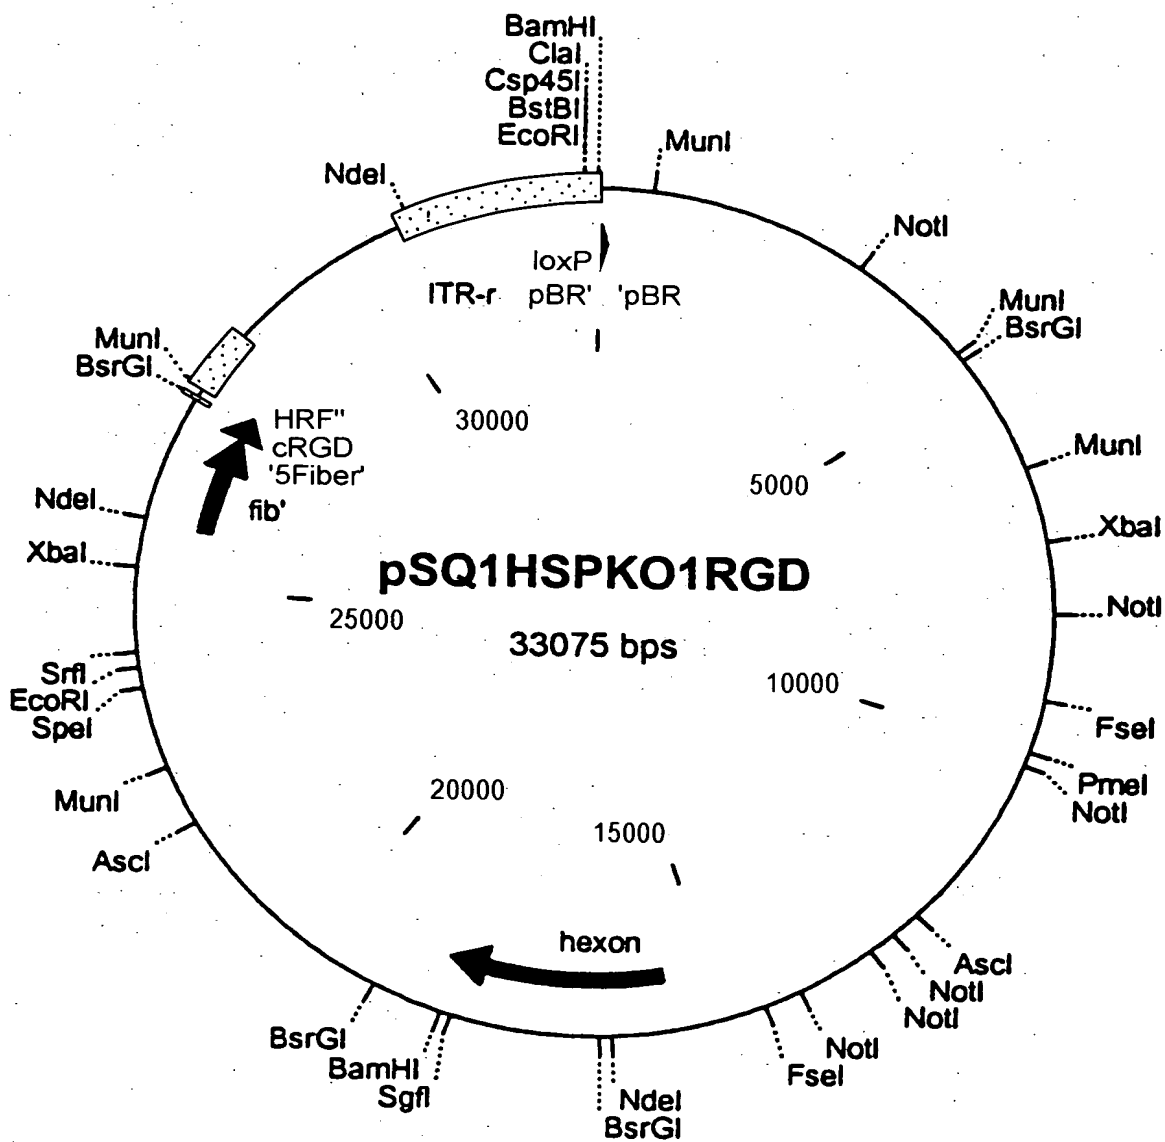 BamHI
ClaI
Csp45I
BstBI
EcoRI
MunI
NdeI
NotI
loxP
ITR-r pBR' 'pBR
MunI
BsrGI
MunI
BsrGI
30000
HRF"
cRGD
'5Fiber'
fib'
5000
MunI
NdeI
XbaI
XbaI
pSQ1HSPKO1RGD
25000
33075 bps
NotI
SrfI
EcoRI
SpeI
10000
FseI
PmeI
NotI
MunI
20000
15000
AscI
hexon
AscI
NotI
NotI
BsrGI
BamHI
SgfI
NotI
FseI
NdeI
BsrGI